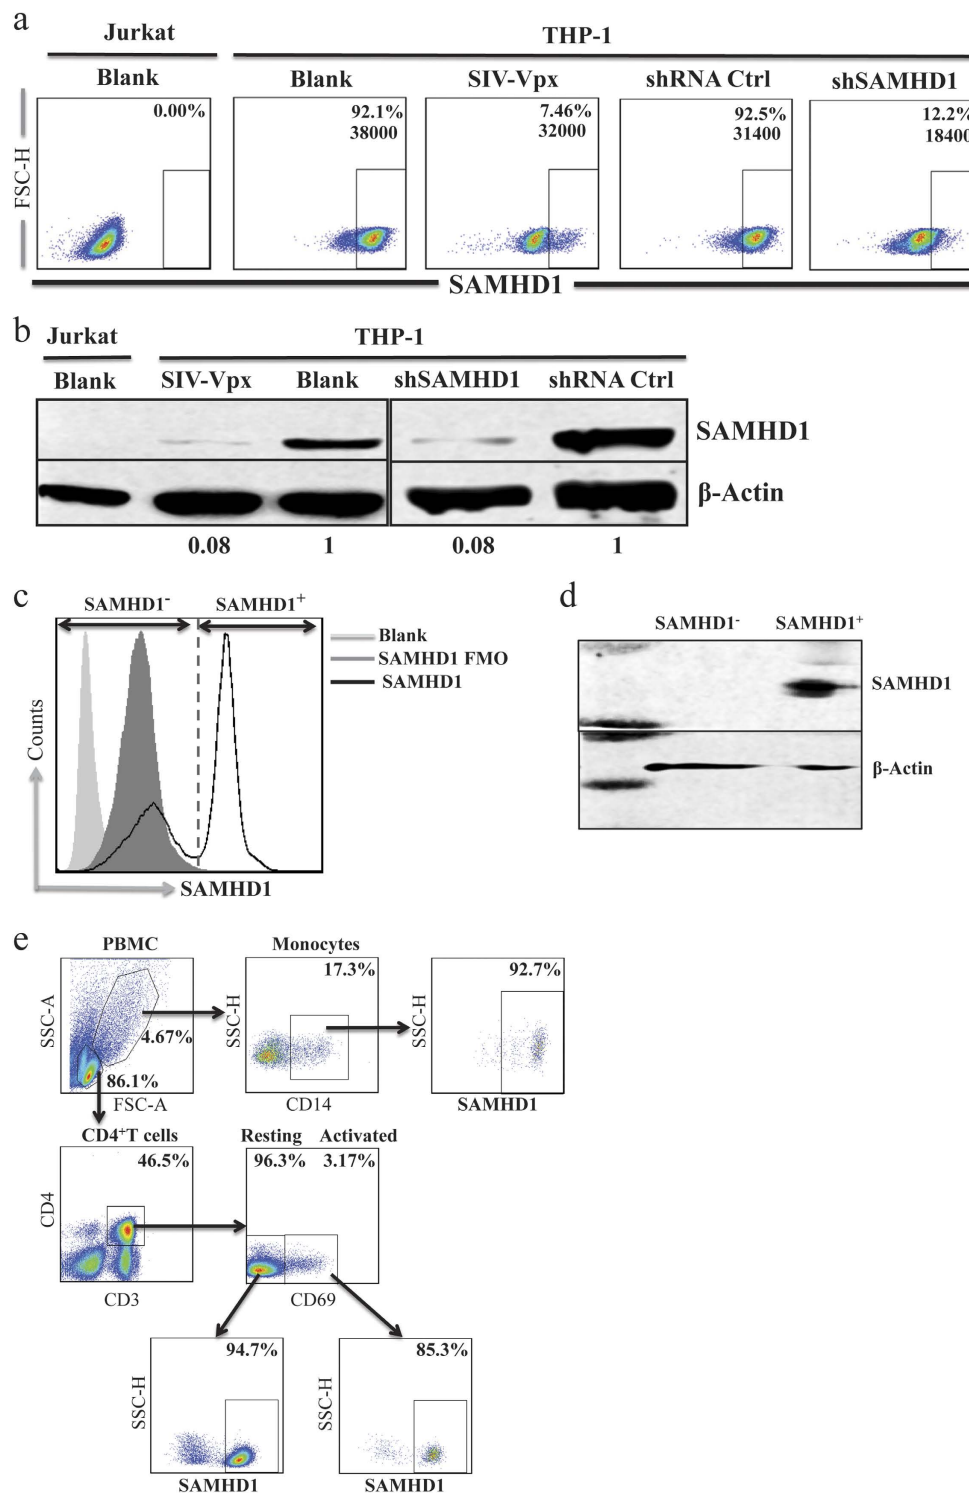 a
Jurkat THP-1
Blank Blank SIV-Vpx shRNA Ctrl shSAMHD1
0.00% 92.1% 7.46% 92.5% 12.2%
38000 32000 31400 18400
FSC-H
SAMHD1
b
Jurkat THP-1
Blank SIV-Vpx Blank shSAMHD1 shRNA Ctrl
SAMHD1
β-Actin
0.08 1 0.08 1
c
SAMHD1- SAMHD1+
Blank
SAMHD1 FMO
SAMHD1
Counts
SAMHD1
d
SAMHD1- SAMHD1+
SAMHD1
β-Actin
e
PBMC Monocytes
17.3% 92.7%
SSC-A SSC-H SSC-H
4.67%
86.1%
FSC-A CD14 SAMHD1
CD4+T cells Resting Activated
46.5% 96.3% 3.17%
CD4
CD3 CD69
94.7% 85.3%
SSC-H SSC-H
SAMHD1 SAMHD1